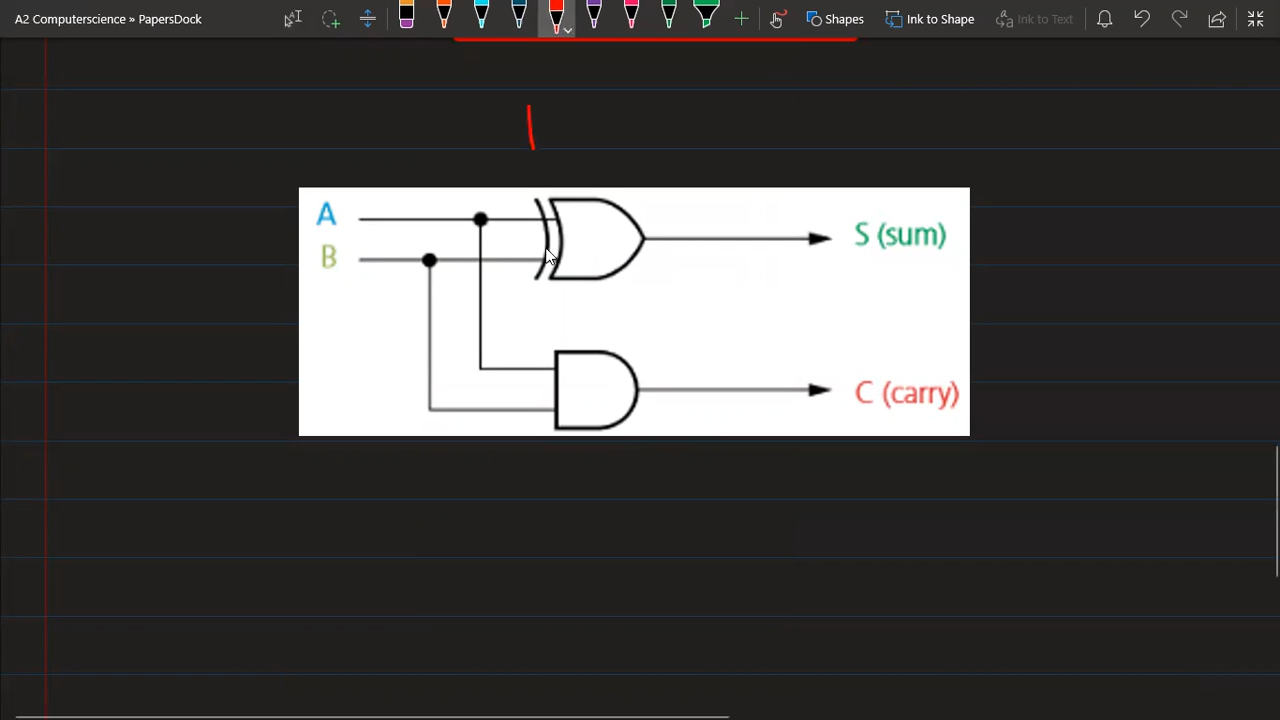 A2 Computerscience » PapersDock
Shapes
Ink to Shape
Ink to Text
A
B
S (sum)
C (carry)